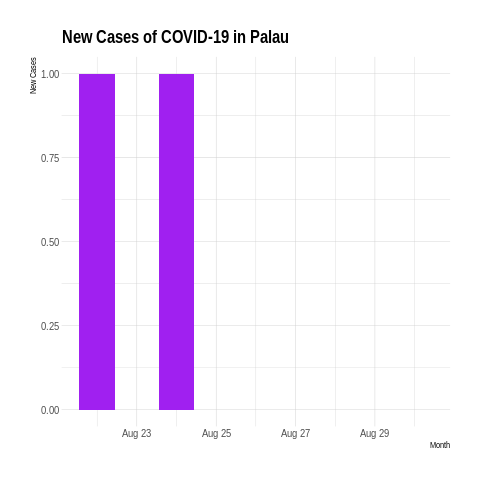 New Cases of COVID-19 in Palau
New Cases
1.00
0.75
0.50
0.25
0.00
Aug 23 Aug 25 Aug 27 Aug 29
Month